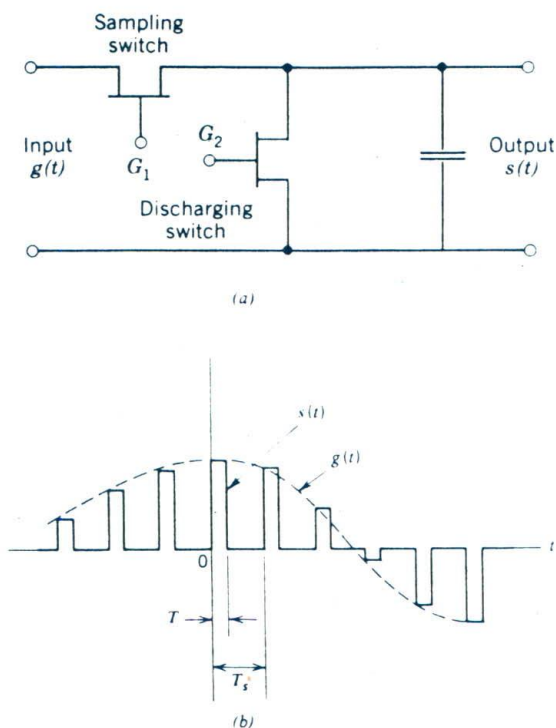 Sampling
switch
Input
g(t)
G₁
G₂
Discharging
switch
Output
s(t)
(a)
s(t)
g(t)
0
t
T
Tₛ
(b)